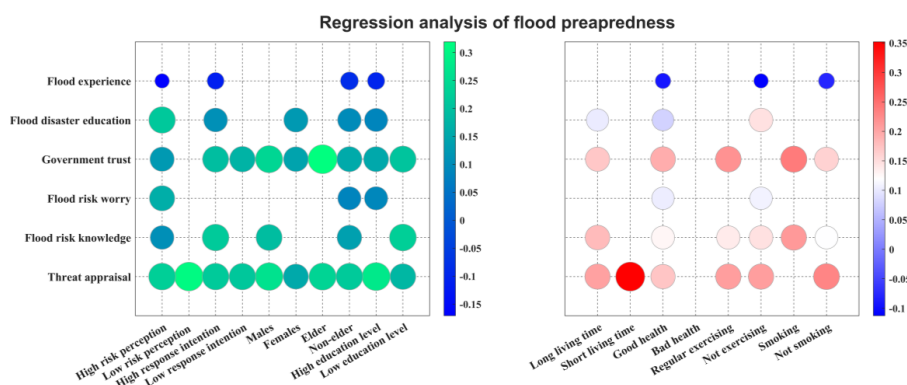 Regression analysis of flood preapredness
Flood experience
Flood disaster education
Government trust
Flood risk worry
Flood risk knowledge
Threat appraisal
High risk perception
Low risk perception
High response intention
Low response intention
Males
Females
Elder
Non-elder
High education level
Low education level
0.3
0.25
0.2
0.15
0.1
0.05
0
-0.05
-0.1
-0.15
Long living time
Short living time
Good health
Bad health
Regular exercising
Not exercising
Smoking
Not smoking
0.35
0.3
0.25
0.2
0.15
0.1
0.05
0
-0.05
-0.1